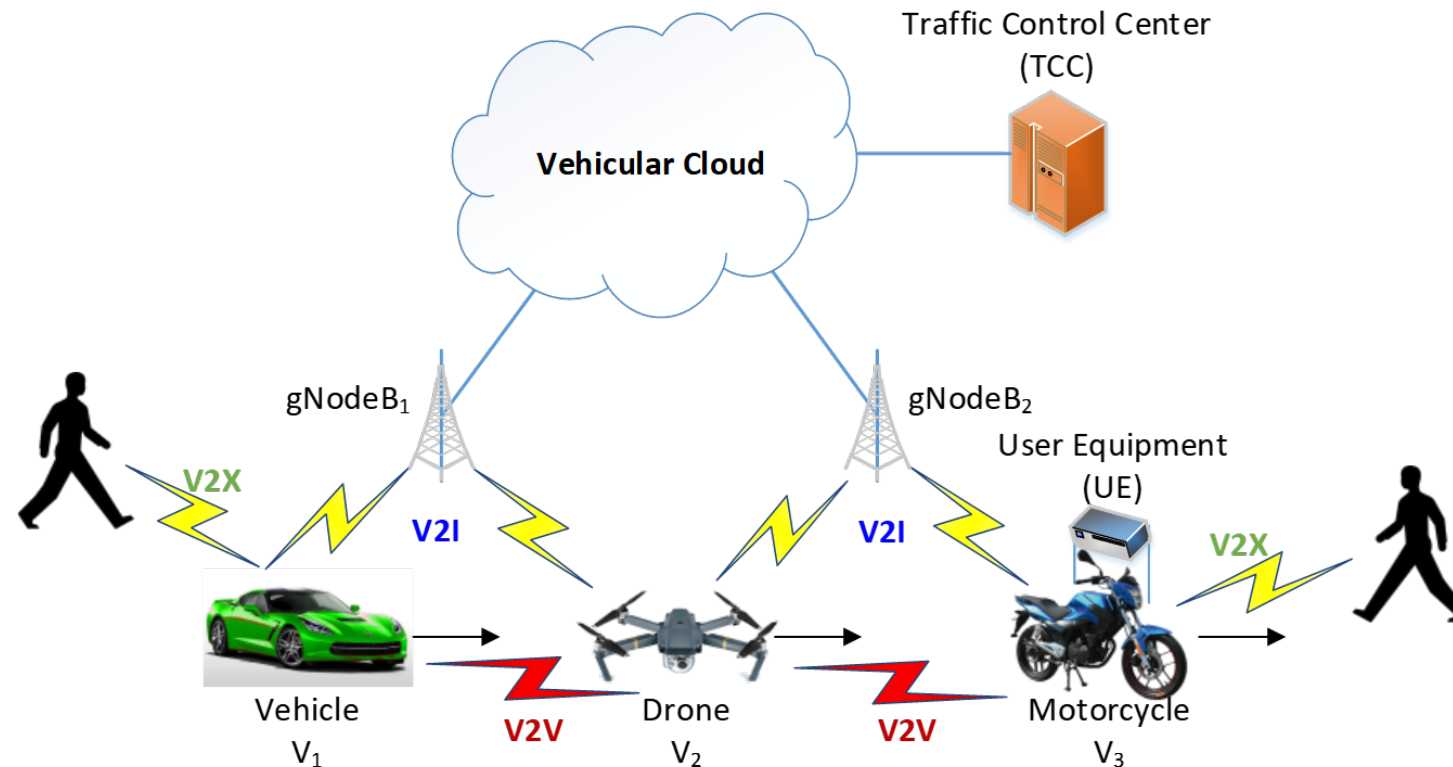 Traffic Control Center
(TCC)
Vehicular Cloud
gNodeB₁
gNodeB₂
User Equipment
(UE)
V2X
V2I
V2I
V2X
Vehicle
V₁
V2V
Drone
V₂
V2V
Motorcycle
V₃